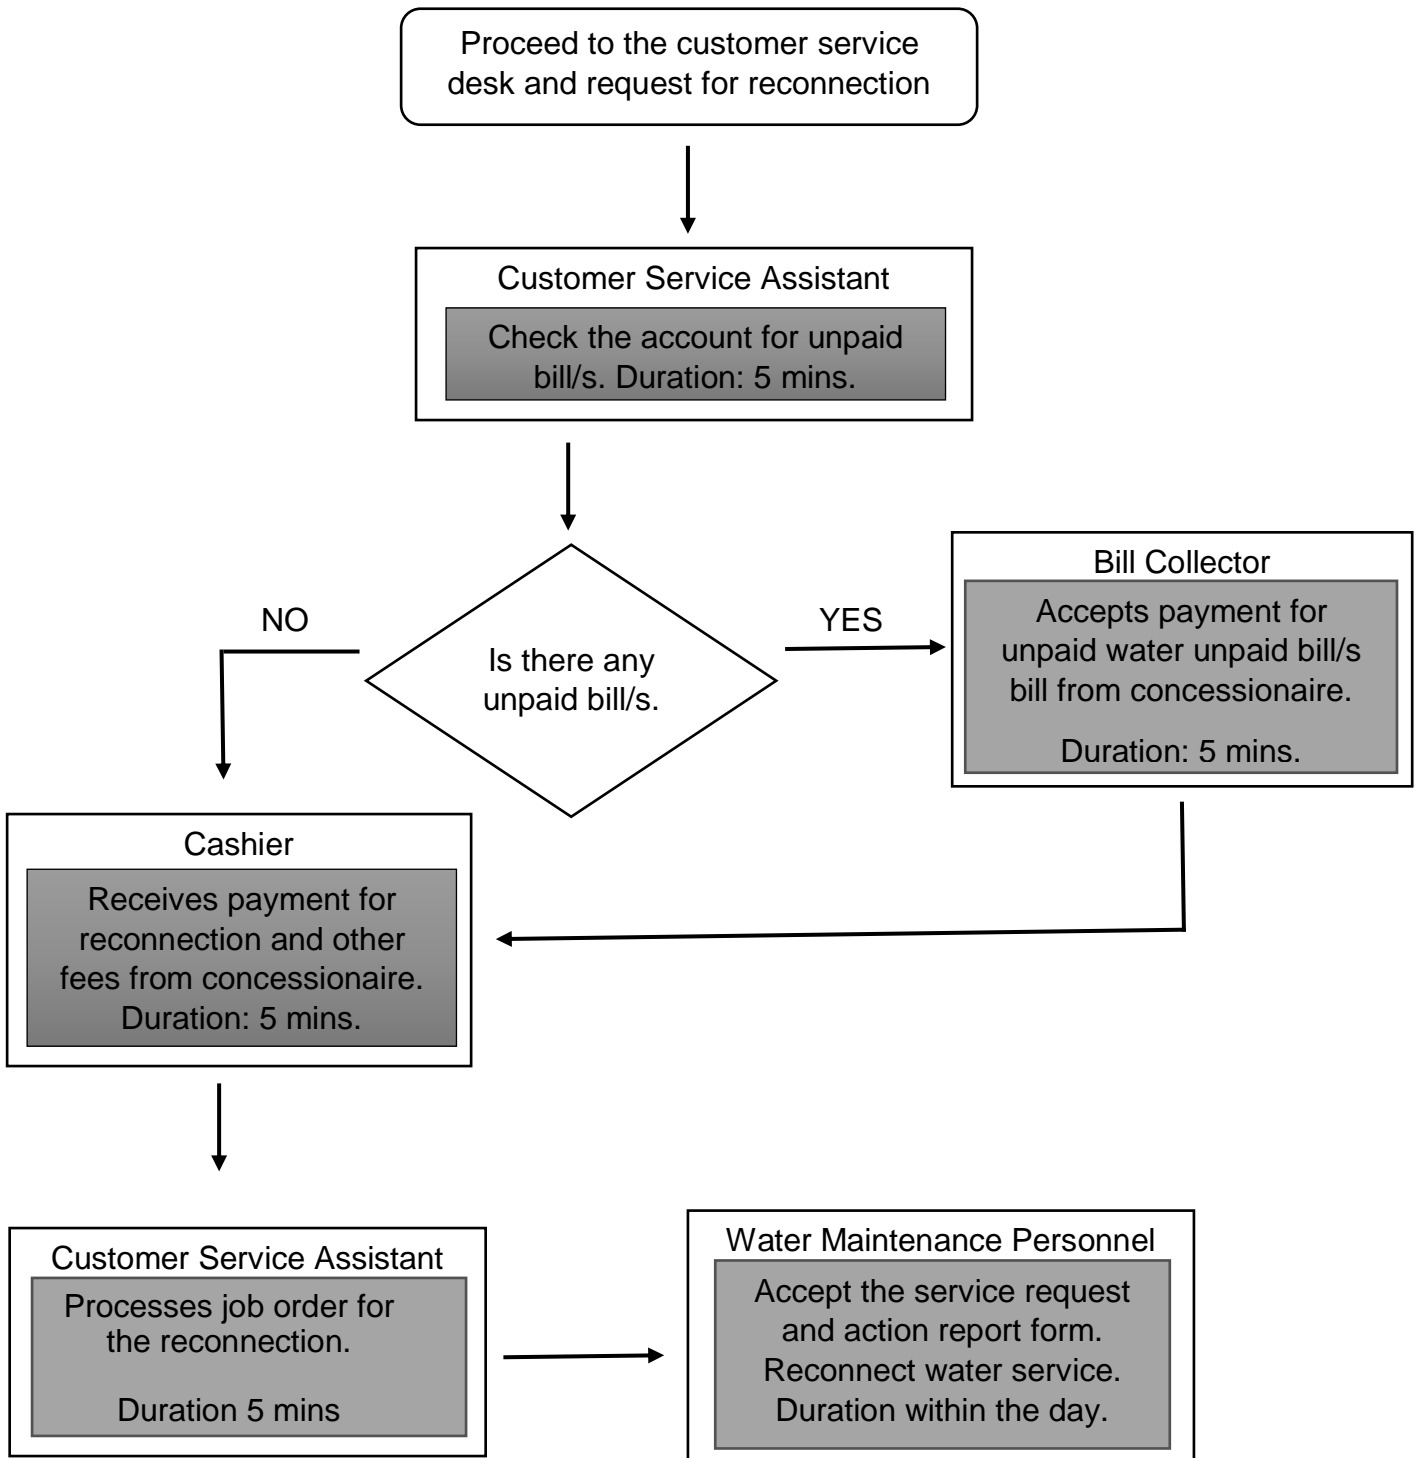 Proceed to the customer service
desk and request for reconnection
Customer Service Assistant
Check the account for unpaid
bill/s. Duration: 5 mins.
NO
Is there any
unpaid bill/s.
YES
Bill Collector
Accepts payment for
unpaid water unpaid bill/s
bill from concessionaire.
Duration: 5 mins.
Cashier
Receives payment for
reconnection and other
fees from concessionaire.
Duration: 5 mins.
Customer Service Assistant
Processes job order for
the reconnection.
Duration 5 mins
Water Maintenance Personnel
Accept the service request
and action report form.
Reconnect water service.
Duration within the day.